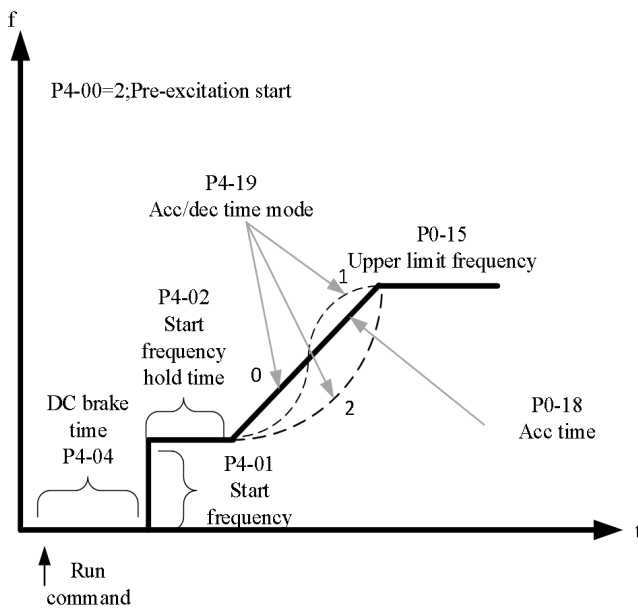 f
P4-00=2;Pre-excitation start
P4-19
Acc/dec time mode
P0-15
Upper limit frequency
1
P4-02
Start
frequency
hold time
0
2
DC brake
time
P4-04
P0-18
Acc time
P4-01
Start
frequency
t
Run
command